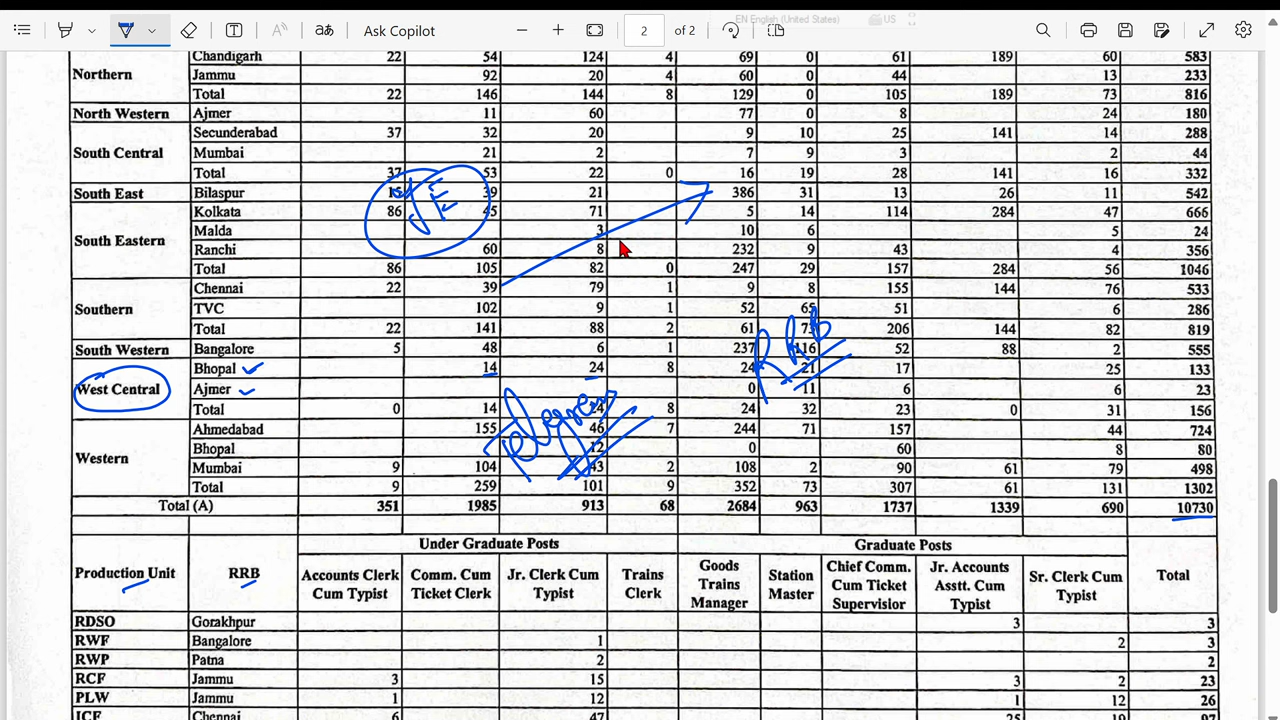 EN English (United States) US
Ask Copilot 2 of 2
Chandigarh 22 54 124 4 69 0 61 189 60 583
Northern Jammu 92 20 4 60 0 44 13 233
Total 22 146 144 8 129 0 105 189 73 816
North Western Ajmer 11 60 77 0 8 24 180
Secunderabad 37 32 20 9 10 25 141 14 288
South Central Mumbai 21 2 7 9 3 2 44
Total 37 53 22 0 16 19 28 141 16 332
South East Bilaspur 15 39 21 386 31 13 26 11 542
JE
Kolkata 86 45 71 5 14 114 284 47 666
South Eastern Malda 3 10 6 5 24
Ranchi 60 8 232 9 43 4 356
Total 86 105 82 0 247 29 157 284 56 1046
Chennai 22 39 79 1 9 8 155 144 76 533
Southern TVC 102 9 1 52 65 51 6 286
Total 22 141 88 2 61 73 206 144 82 819
RRB
South Western Bangalore 5 48 6 1 237 116 52 88 2 555
Bhopal 14 24 8 24 21 17 25 133
West Central Ajmer 0 11 6 6 23
Total 0 14 24 8 24 32 23 0 31 156
Telegram
Ahmedabad 155 46 7 244 71 157 44 724
Western Bhopal 12 0 60 8 80
Mumbai 9 104 43 2 108 2 90 61 79 498
Total 9 259 101 9 352 73 307 61 131 1302
Total (A) 351 1985 913 68 2684 963 1737 1339 690 10730
Under Graduate Posts Graduate Posts
Production Unit RRB Accounts Clerk Cum Typist Comm. Cum Ticket Clerk Jr. Clerk Cum Typist Trains Clerk Goods Trains Manager Station Master Chief Comm. Cum Ticket Supervisior Jr. Accounts Asstt. Cum Typist Sr. Clerk Cum Typist Total
RDSO Gorakhpur 3 3
RWF Bangalore 1 2 3
RWP Patna 2 2
RCF Jammu 3 15 3 2 23
PLW Jammu 1 12 1 12 26
ICF Chennai 6 47 25 19 97